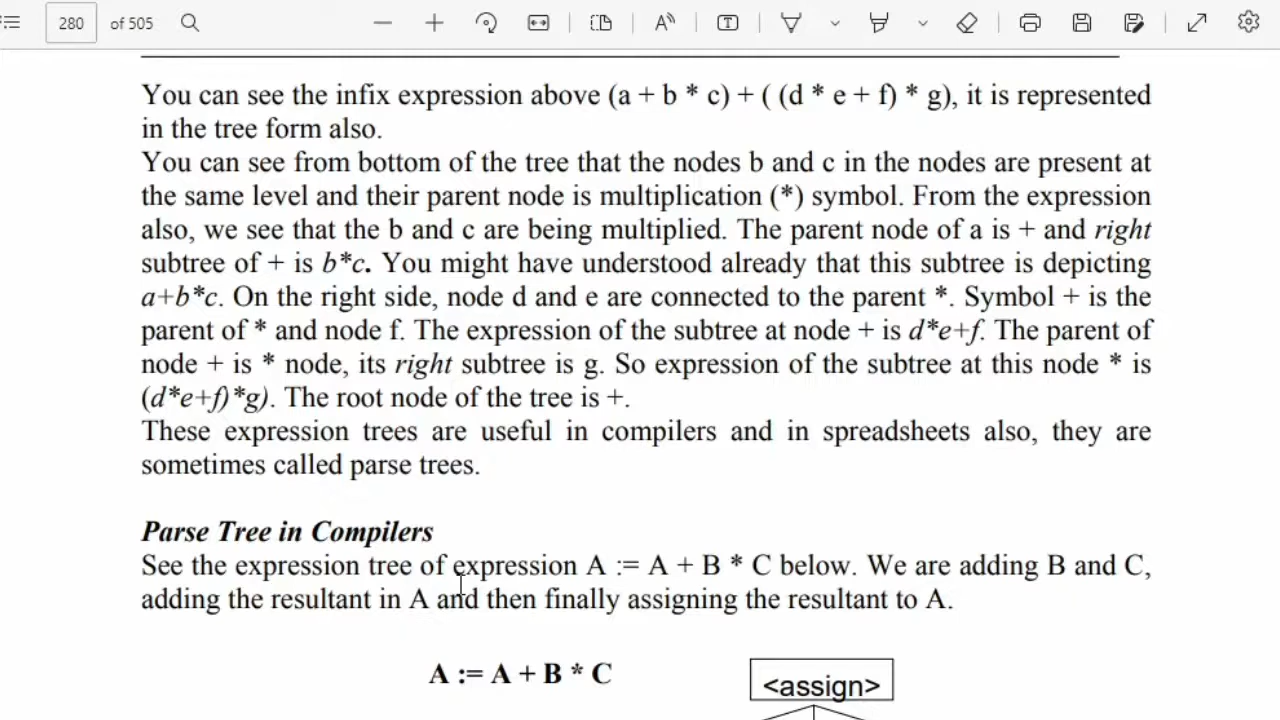 280 of 505
You can see the infix expression above (a + b * c) + ( (d * e + f) * g), it is represented
in the tree form also.
You can see from bottom of the tree that the nodes b and c in the nodes are present at
the same level and their parent node is multiplication (*) symbol. From the expression
also, we see that the b and c are being multiplied. The parent node of a is + and right
subtree of + is b*c. You might have understood already that this subtree is depicting
a+b*c. On the right side, node d and e are connected to the parent *. Symbol + is the
parent of * and node f. The expression of the subtree at node + is d*e+f. The parent of
node + is * node, its right subtree is g. So expression of the subtree at this node * is
(d*e+f)*g). The root node of the tree is +.
These expression trees are useful in compilers and in spreadsheets also, they are
sometimes called parse trees.
Parse Tree in Compilers
See the expression tree of expression A := A + B * C below. We are adding B and C,
adding the resultant in A and then finally assigning the resultant to A.
A := A + B * C
<assign>